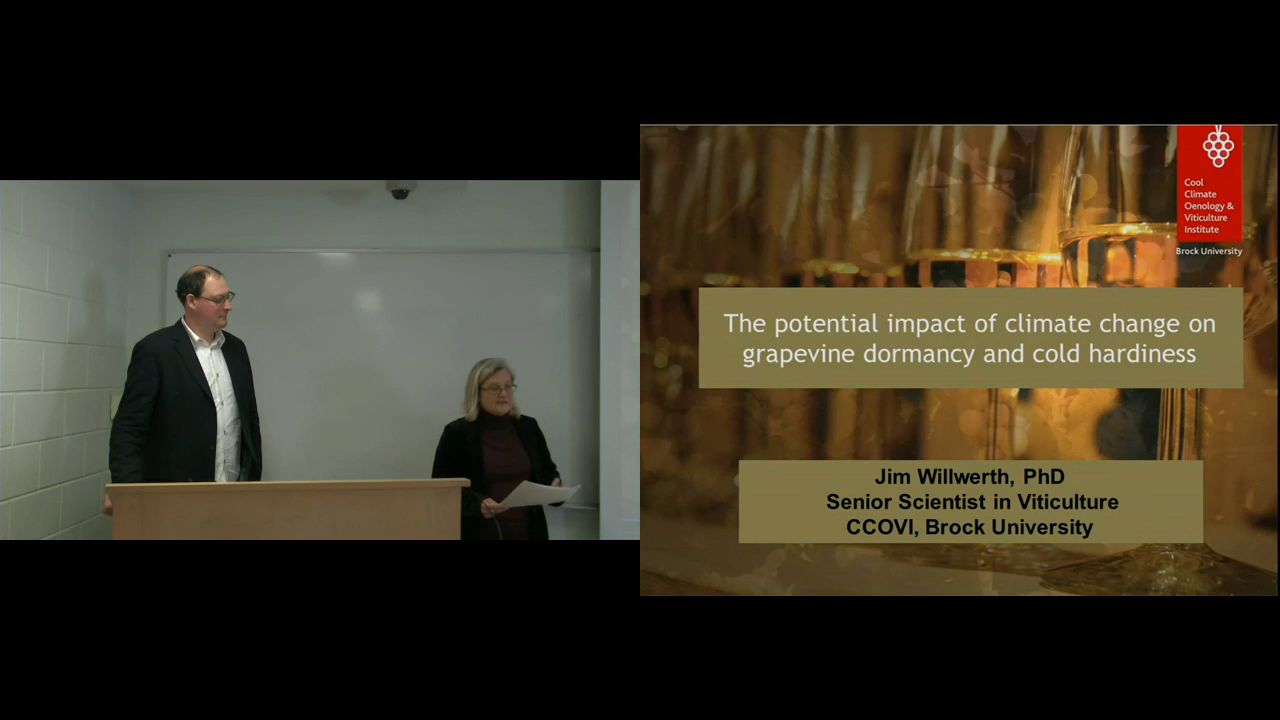 Cool
Climate
Oenology &
Viticulture
Institute
Brock University
The potential impact of climate change on
grapevine dormancy and cold hardiness
Jim Willwerth, PhD
Senior Scientist in Viticulture
CCOVI, Brock University